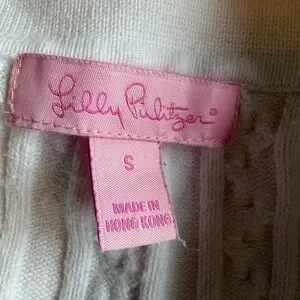 Lilly Pulitzer®
S
MADE IN
HONG KONG